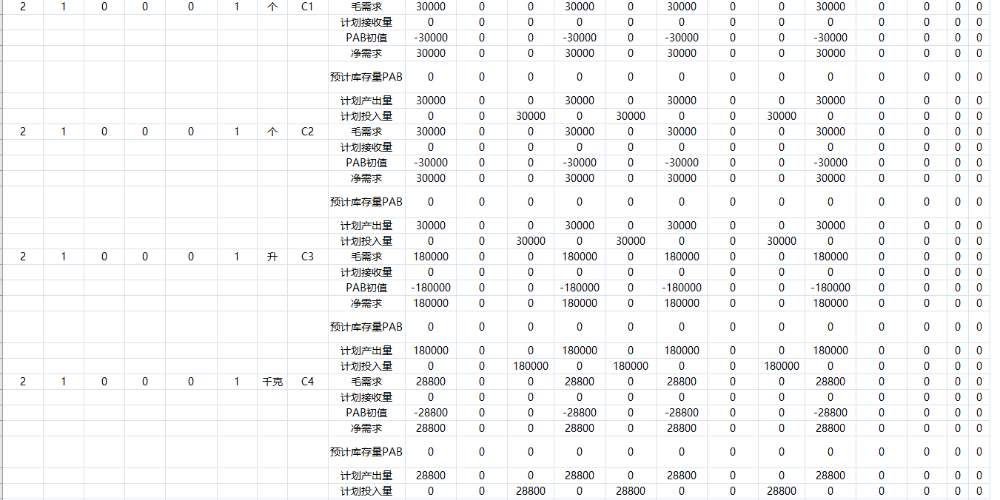 2 1 0 0 0 1 个 C1 毛需求 30000 0 0 30000 0 30000 0 0 30000 0 0 0 0
计划接收量 0 0 0 0 0 0 0 0 0 0 0 0 0
PAB初值 -30000 0 0 -30000 0 -30000 0 0 -30000 0 0 0 0
净需求 30000 0 0 30000 0 30000 0 0 30000 0 0 0 0
预计库存量PAB 0 0 0 0 0 0 0 0 0 0 0 0 0
计划产出量 30000 0 0 30000 0 30000 0 0 30000 0 0 0 0
计划投入量 0 0 30000 0 30000 0 0 30000 0 0 0 0 0
2 1 0 0 0 1 个 C2 毛需求 30000 0 0 30000 0 30000 0 0 30000 0 0 0 0
计划接收量 0 0 0 0 0 0 0 0 0 0 0 0 0
PAB初值 -30000 0 0 -30000 0 -30000 0 0 -30000 0 0 0 0
净需求 30000 0 0 30000 0 30000 0 0 30000 0 0 0 0
预计库存量PAB 0 0 0 0 0 0 0 0 0 0 0 0 0
计划产出量 30000 0 0 30000 0 30000 0 0 30000 0 0 0 0
计划投入量 0 0 30000 0 30000 0 0 30000 0 0 0 0 0
2 1 0 0 0 1 升 C3 毛需求 180000 0 0 180000 0 180000 0 0 180000 0 0 0 0
计划接收量 0 0 0 0 0 0 0 0 0 0 0 0 0
PAB初值 -180000 0 0 -180000 0 -180000 0 0 -180000 0 0 0 0
净需求 180000 0 0 180000 0 180000 0 0 180000 0 0 0 0
预计库存量PAB 0 0 0 0 0 0 0 0 0 0 0 0 0
计划产出量 180000 0 0 180000 0 180000 0 0 180000 0 0 0 0
计划投入量 0 0 180000 0 180000 0 0 180000 0 0 0 0 0
2 1 0 0 0 1 千克 C4 毛需求 28800 0 0 28800 0 28800 0 0 28800 0 0 0 0
计划接收量 0 0 0 0 0 0 0 0 0 0 0 0 0
PAB初值 -28800 0 0 -28800 0 -28800 0 0 -28800 0 0 0 0
净需求 28800 0 0 28800 0 28800 0 0 28800 0 0 0 0
预计库存量PAB 0 0 0 0 0 0 0 0 0 0 0 0 0
计划产出量 28800 0 0 28800 0 28800 0 0 28800 0 0 0 0
计划投入量 0 0 28800 0 28800 0 0 28800 0 0 0 0 0